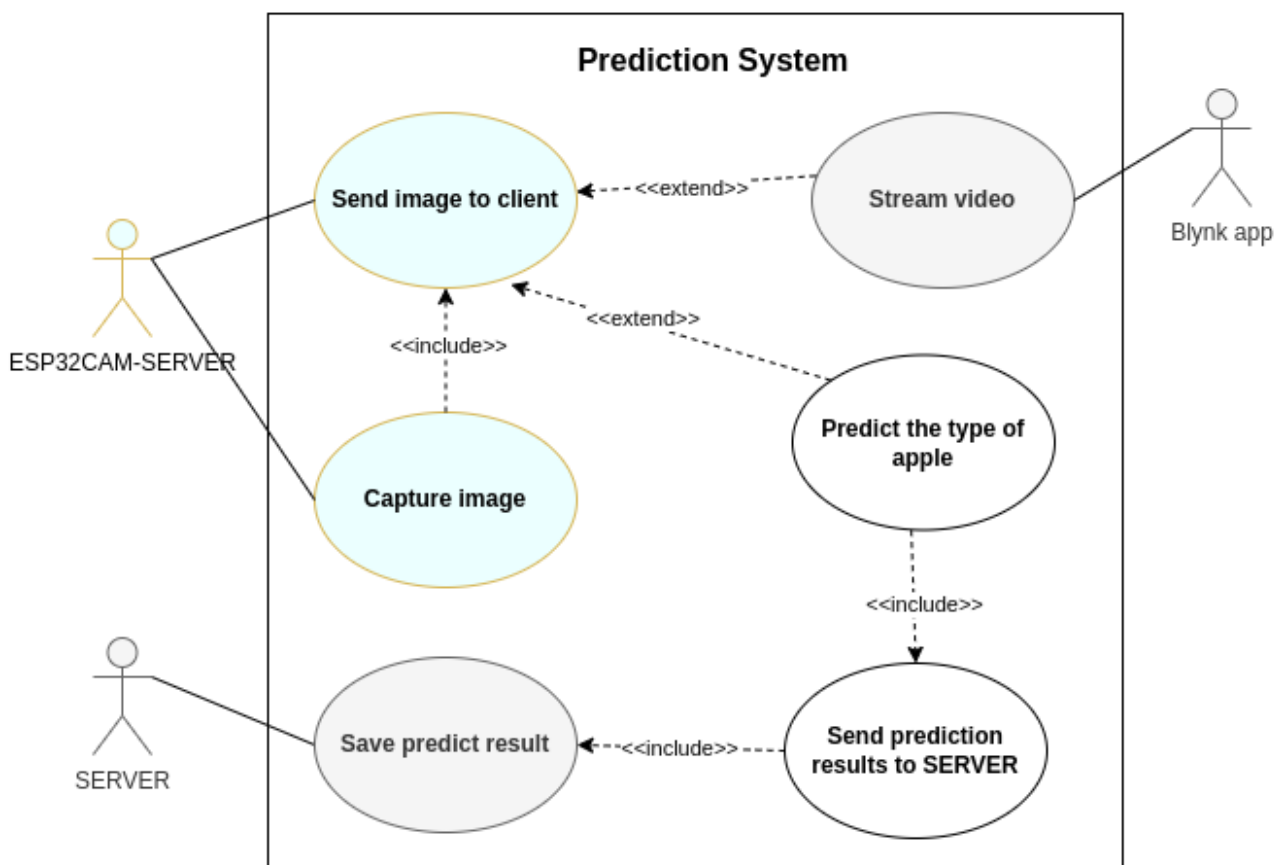 Prediction System
Send image to client
<<extend>>
Stream video
Blynk app
<<extend>>
ESP32CAM-SERVER
<<include>>
Predict the type of
apple
Capture image
<<include>>
Save predict result
<<include>>
Send prediction
results to SERVER
SERVER